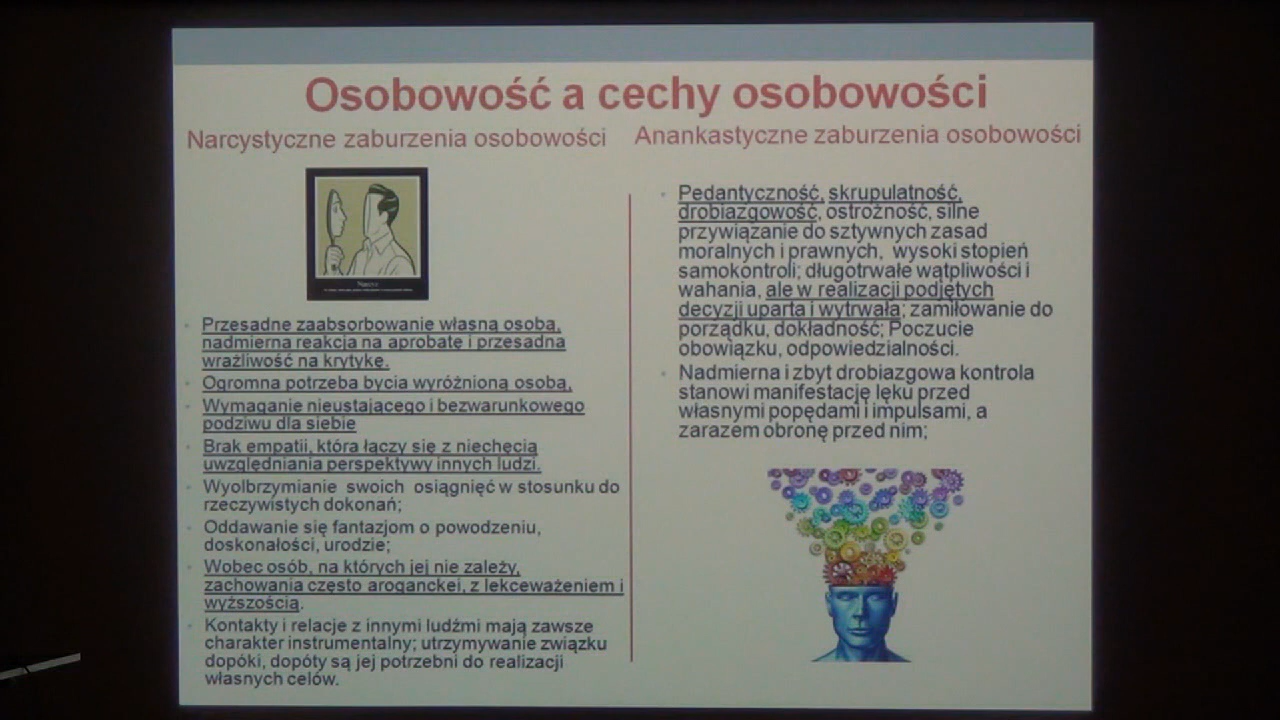 Osobowość a cechy osobowości
Narcystyczne zaburzenia osobowości
Przesadne zaabsorbowanie własną osobą,
nadmierna reakcja na aprobatę i przesadna
wrażliwość na krytykę.
Ogromna potrzeba bycia wyróżnioną osobą,
Wymaganie nieustającego i bezwarunkowego
podziwu dla siebie
Brak empatii, która łączy się z niechęcią
uwzględniania perspektywy innych ludzi.
Wyolbrzymianie swoich osiągnięć w stosunku do
rzeczywistych dokonań;
Oddawanie się fantazjom o powodzeniu,
doskonałości, urodzie;
Wobec osób, na których jej nie zależy,
zachowania często aroganckei, z lekceważeniem i
wyższością.
Kontakty i relacje z innymi ludźmi mają zawsze
charakter instrumentalny; utrzymywanie związku
dopóki, dopóty są jej potrzebni do realizacji
własnych celów.
Anankastyczne zaburzenia osobowości
Pedantyczność, skrupulatność,
drobiazgowość, ostrożność, silne
przywiązanie do sztywnych zasad
moralnych i prawnych, wysoki stopień
samokontroli; długotrwałe wątpliwości i
wahania, ale w realizacji podjętych
decyzji uparta i wytrwała; zamiłowanie do
porządku, dokładność; Poczucie
obowiązku, odpowiedzialności.
Nadmierna i zbyt drobiazgowa kontrola
stanowi manifestację lęku przed
własnymi popędami i impulsami, a
zarazem obronę przed nim;